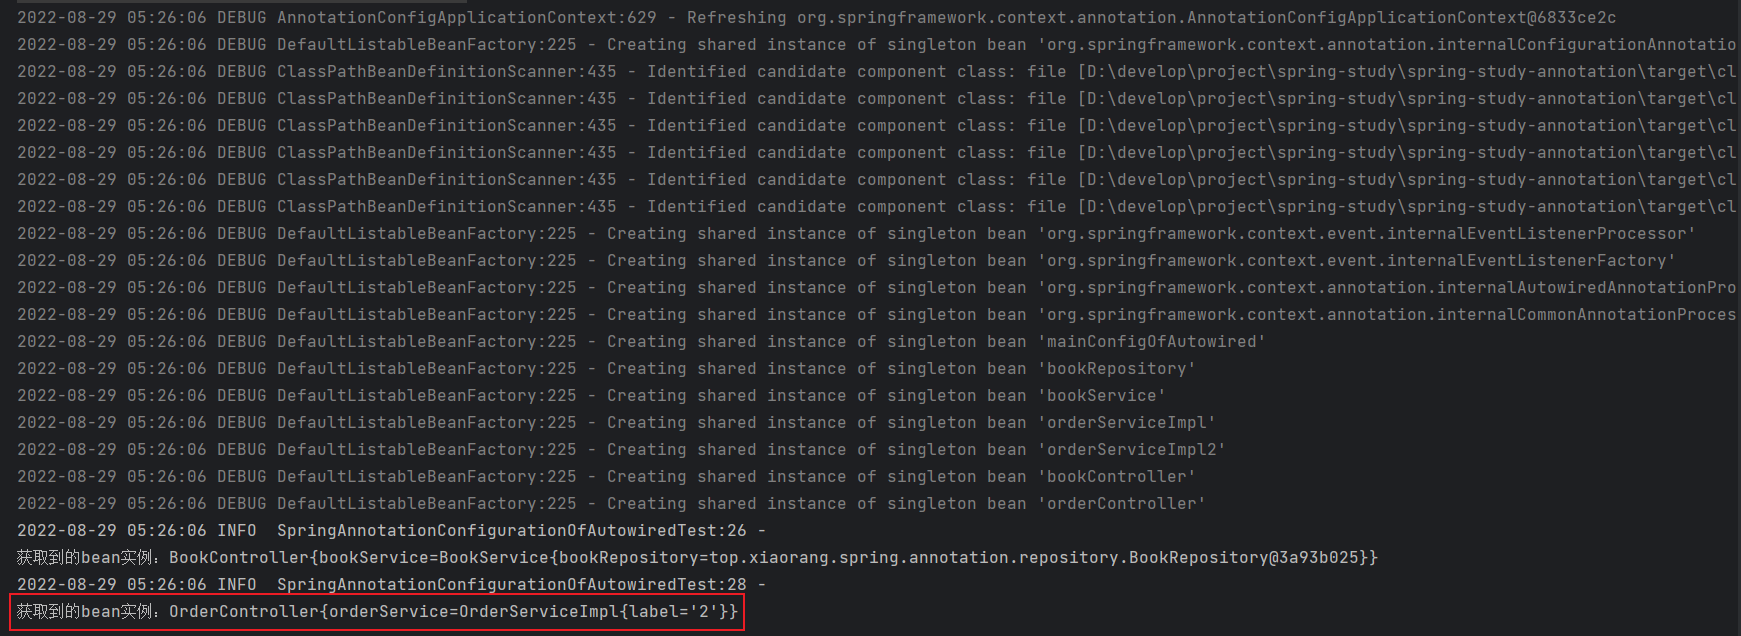 2022-08-29 05:26:06 DEBUG AnnotationConfigApplicationContext:629 - Refreshing org.springframework.context.annotation.AnnotationConfigApplicationContext@6833ce2c
2022-08-29 05:26:06 DEBUG DefaultListableBeanFactory:225 - Creating shared instance of singleton bean 'org.springframework.context.annotation.internalConfigurationAnnotatio
2022-08-29 05:26:06 DEBUG ClassPathBeanDefinitionScanner:435 - Identified candidate component class: file [D:\develop\project\spring-study\spring-study-annotation\target\cl
2022-08-29 05:26:06 DEBUG ClassPathBeanDefinitionScanner:435 - Identified candidate component class: file [D:\develop\project\spring-study\spring-study-annotation\target\cl
2022-08-29 05:26:06 DEBUG ClassPathBeanDefinitionScanner:435 - Identified candidate component class: file [D:\develop\project\spring-study\spring-study-annotation\target\cl
2022-08-29 05:26:06 DEBUG ClassPathBeanDefinitionScanner:435 - Identified candidate component class: file [D:\develop\project\spring-study\spring-study-annotation\target\cl
2022-08-29 05:26:06 DEBUG ClassPathBeanDefinitionScanner:435 - Identified candidate component class: file [D:\develop\project\spring-study\spring-study-annotation\target\cl
2022-08-29 05:26:06 DEBUG ClassPathBeanDefinitionScanner:435 - Identified candidate component class: file [D:\develop\project\spring-study\spring-study-annotation\target\cl
2022-08-29 05:26:06 DEBUG DefaultListableBeanFactory:225 - Creating shared instance of singleton bean 'org.springframework.context.event.internalEventListenerProcessor'
2022-08-29 05:26:06 DEBUG DefaultListableBeanFactory:225 - Creating shared instance of singleton bean 'org.springframework.context.event.internalEventListenerFactory'
2022-08-29 05:26:06 DEBUG DefaultListableBeanFactory:225 - Creating shared instance of singleton bean 'org.springframework.context.annotation.internalAutowiredAnnotationPro
2022-08-29 05:26:06 DEBUG DefaultListableBeanFactory:225 - Creating shared instance of singleton bean 'org.springframework.context.annotation.internalCommonAnnotationProces
2022-08-29 05:26:06 DEBUG DefaultListableBeanFactory:225 - Creating shared instance of singleton bean 'mainConfigOfAutowired'
2022-08-29 05:26:06 DEBUG DefaultListableBeanFactory:225 - Creating shared instance of singleton bean 'bookRepository'
2022-08-29 05:26:06 DEBUG DefaultListableBeanFactory:225 - Creating shared instance of singleton bean 'bookService'
2022-08-29 05:26:06 DEBUG DefaultListableBeanFactory:225 - Creating shared instance of singleton bean 'orderServiceImpl'
2022-08-29 05:26:06 DEBUG DefaultListableBeanFactory:225 - Creating shared instance of singleton bean 'orderServiceImpl2'
2022-08-29 05:26:06 DEBUG DefaultListableBeanFactory:225 - Creating shared instance of singleton bean 'bookController'
2022-08-29 05:26:06 DEBUG DefaultListableBeanFactory:225 - Creating shared instance of singleton bean 'orderController'
2022-08-29 05:26:06 INFO  SpringAnnotationConfigurationOfAutowiredTest:26 -
获取到的bean实例：BookController{bookService=BookService{bookRepository=top.xiaorang.spring.annotation.repository.BookRepository@3a93b025}}
2022-08-29 05:26:06 INFO  SpringAnnotationConfigurationOfAutowiredTest:28 -
获取到的bean实例：OrderController{orderService=OrderServiceImpl{label='2'}}